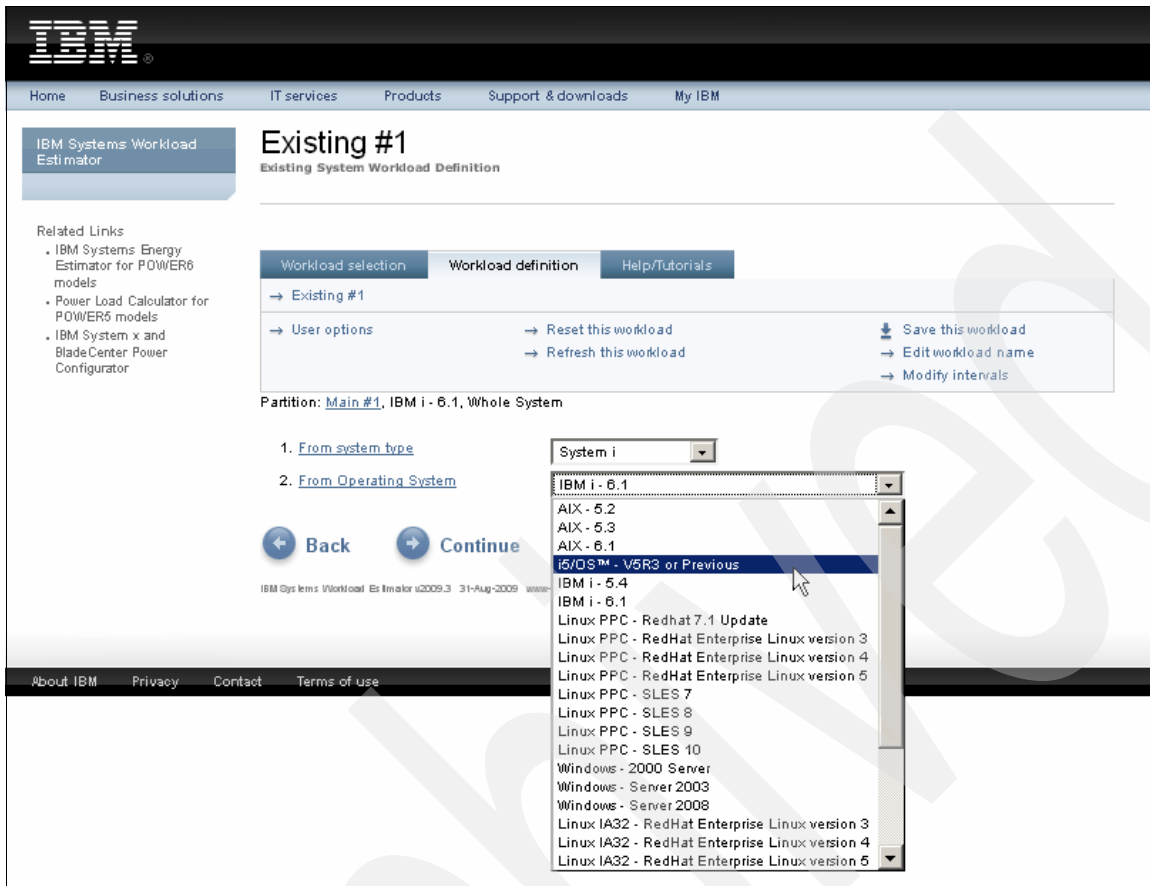 IBM®
Home Business solutions IT services Products Support & downloads My IBM
IBM Systems Workload
Estimator
Existing #1
Existing System Workload Definition
Related Links
IBM Systems Energy
Estimator for POWER6
models
Power Load Calculator for
POWER5 models
IBM System x and
BladeCenter Power
Configurator
Workload selection Workload definition Help/Tutorials
→ Existing #1
→ User options → Reset this workload Save this workload
→ Refresh this workload → Edit workload name
→ Modify intervals
Partition: Main #1, IBM i - 6.1, Whole System
1. From system type System i
2. From Operating System IBM i - 6.1
AIX - 5.2
AIX - 5.3
AIX - 6.1
i5/OS™ - V5R3 or Previous
IBM i - 5.4
IBM i - 6.1
Linux PPC - Redhat 7.1 Update
Linux PPC - RedHat Enterprise Linux version 3
Linux PPC - RedHat Enterprise Linux version 4
Linux PPC - RedHat Enterprise Linux version 5
Linux PPC - SLES 7
Linux PPC - SLES 8
Linux PPC - SLES 9
Linux PPC - SLES 10
Windows - 2000 Server
Windows - Server 2003
Windows - Server 2008
Linux IA32 - RedHat Enterprise Linux version 3
Linux IA32 - RedHat Enterprise Linux version 4
Linux IA32 - RedHat Enterprise Linux version 5
Back Continue
IBM Systems Workload Estimator v2009.3 31-Aug-2009 www-
About IBM Privacy Contact Terms of use